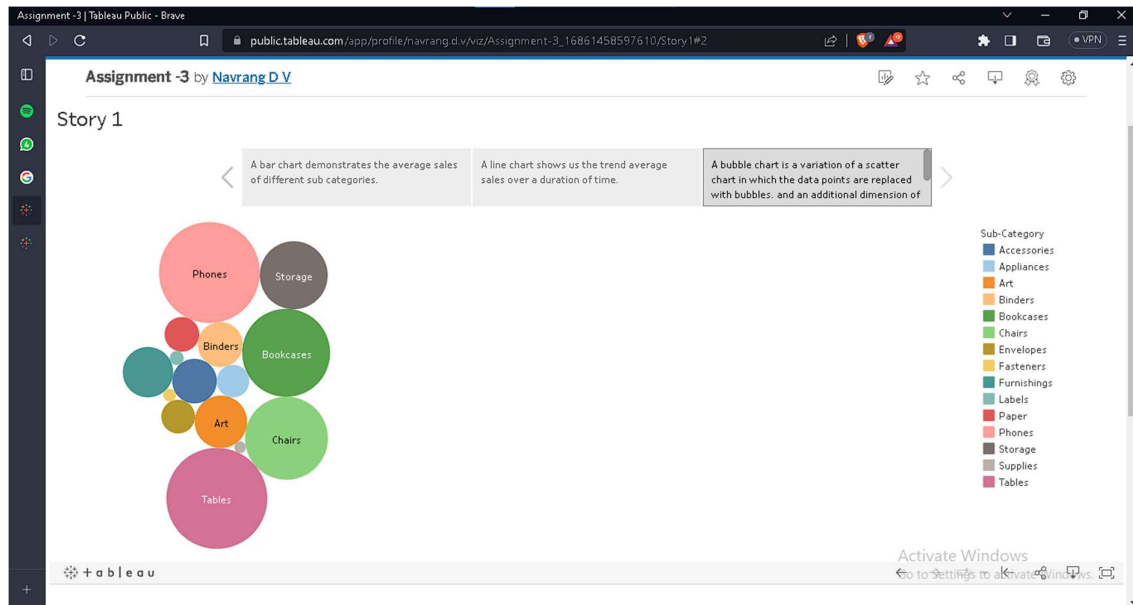 Assignment -3 | Tableau Public - Brave
public.tableau.com/app/profile/navrang.d.v/viz/Assignment-3_16861458597610/Story1#2
VPN
Assignment -3 by Navrang D V
Story 1
A bar chart demonstrates the average sales
of different sub categories.
A line chart shows us the trend average
sales over a duration of time.
A bubble chart is a variation of a scatter
chart in which the data points are replaced
with bubbles, and an additional dimension of
Phones
Storage
Binders
Bookcases
Art
Chairs
Tables
Sub-Category
Accessories
Appliances
Art
Binders
Bookcases
Chairs
Envelopes
Fasteners
Furnishings
Labels
Paper
Phones
Storage
Supplies
Tables
Activate Windows
Go to Settings to activate Windows.
+ableau